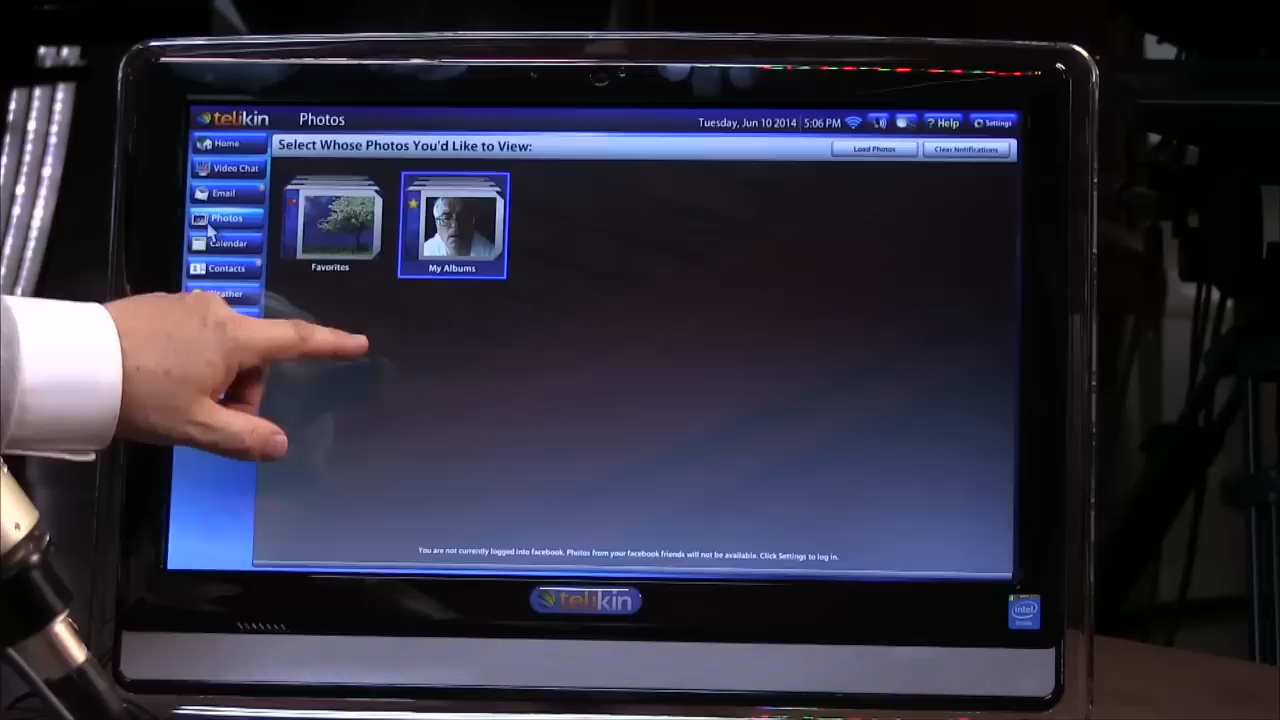 telikin Photos Tuesday, Jun 10 2014 5:06 PM ? Help Settings
Home
Select Whose Photos You'd Like to View: Load Photos Clear Notifications
Video Chat
Email
Photos
Calendar
Contacts
Weather
Favorites My Albums
You are not currently logged into facebook. Photos from your facebook friends will not be available. Click Settings to log in.
telikin
intel
inside